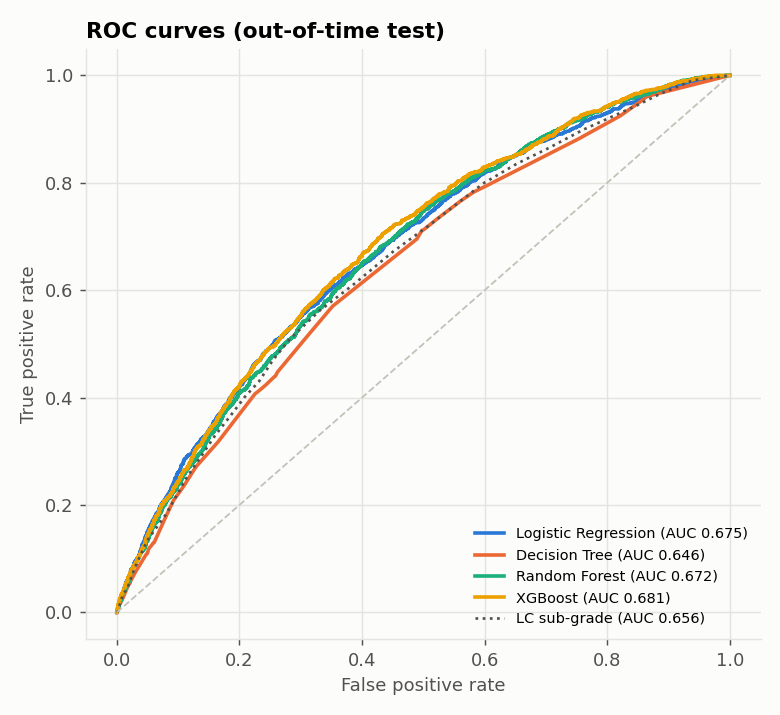 ROC curves (out-of-time test)
1.0
0.8
0.6
0.4
0.2
0.0
True positive rate
Logistic Regression (AUC 0.675)
Decision Tree (AUC 0.646)
Random Forest (AUC 0.672)
XGBoost (AUC 0.681)
LC sub-grade (AUC 0.656)
0.0 0.2 0.4 0.6 0.8 1.0
False positive rate